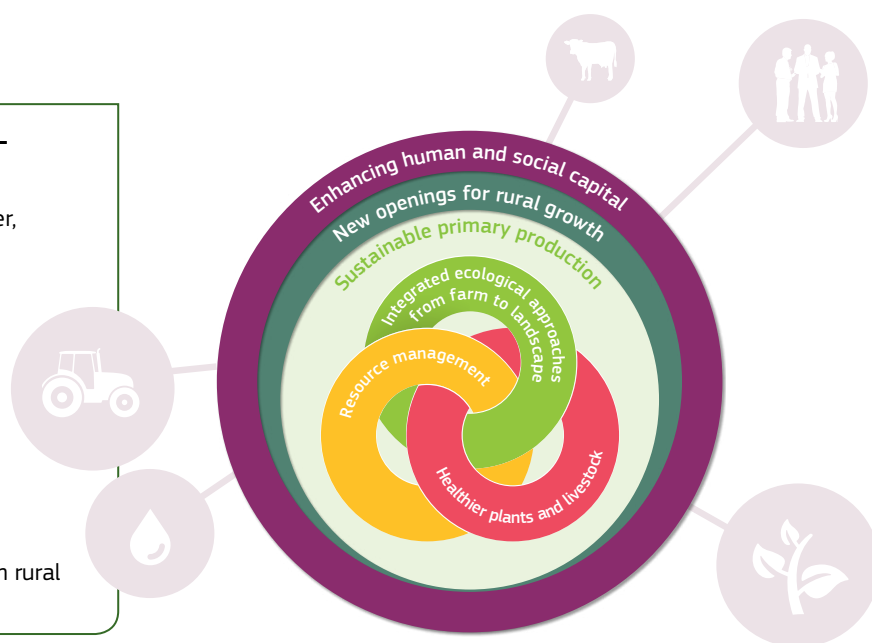 er,
n rural
Enhancing human and social capital
New openings for rural growth
Sustainable primary production
Integrated ecological approaches
from farm to landscape
Resource management
Healthier plants and livestock